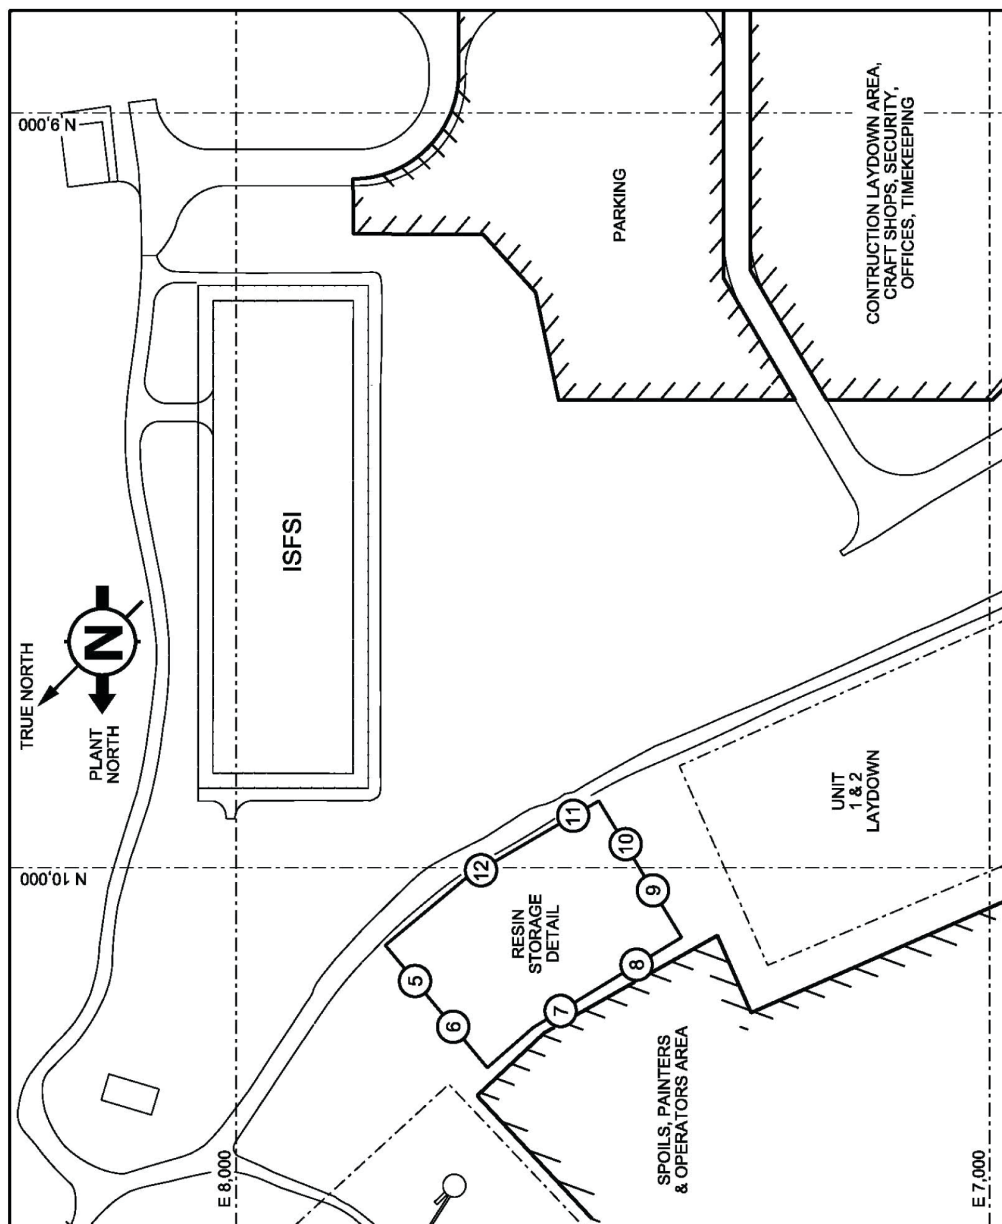 N 9,000
PARKING
CONTRUCTION LAYDOWN AREA,
CRAFT SHOPS, SECURITY,
OFFICES, TIMEKEEPING
ISFSI
TRUE NORTH
N
PLANT
NORTH
UNIT
1 & 2
LAYDOWN
N 10,000
12
11
10
9
8
7
6
5
RESIN
STORAGE
DETAIL
SPOILS, PAINTERS
& OPERATORS AREA
E 8,000
E 7,000